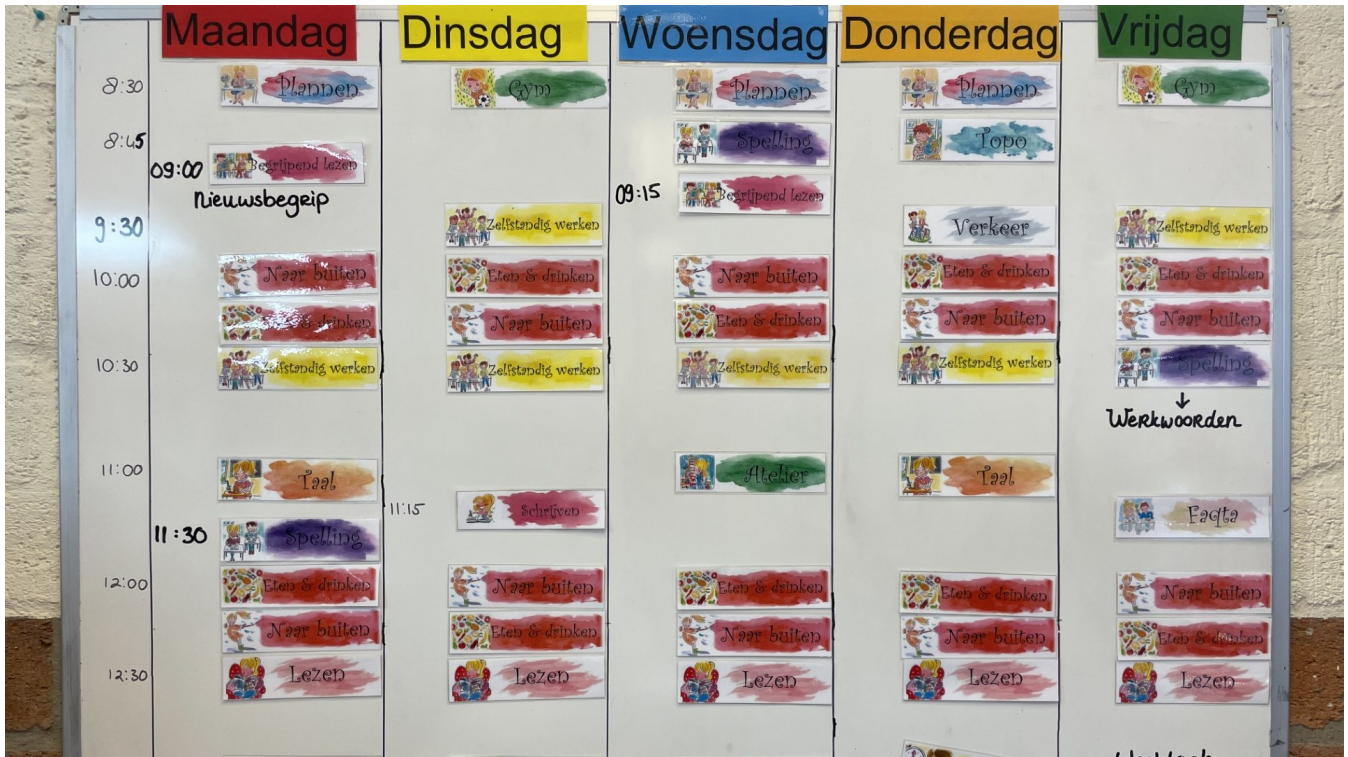 Maandag Dinsdag Woensdag Donderdag Vrijdag
8:30 Plannen Gym Plannen Plannen Gym
8:45 Spelling Topo
09:00 Begrijpend lezen 09:15 Begrijpend lezen
Nieuwsbegrip
9:30 Zelfstandig werken Verkeer Zelfstandig werken
10:00 Naar buiten Eten & drinken Naar buiten Eten & drinken Eten & drinken
Eten & drinken Naar buiten Eten & drinken Naar buiten Naar buiten
10:30 Zelfstandig werken Zelfstandig werken Zelfstandig werken Zelfstandig werken Spelling
↓
Werkwoorden
11:00 Taal Atelier Taal
11:15 Schrijven Faqta
11:30 Spelling
12:00 Eten & drinken Naar buiten Eten & drinken Eten & drinken Naar buiten
Naar buiten Eten & drinken Naar buiten Naar buiten Eten & drinken
12:30 Lezen Lezen Lezen Lezen Lezen